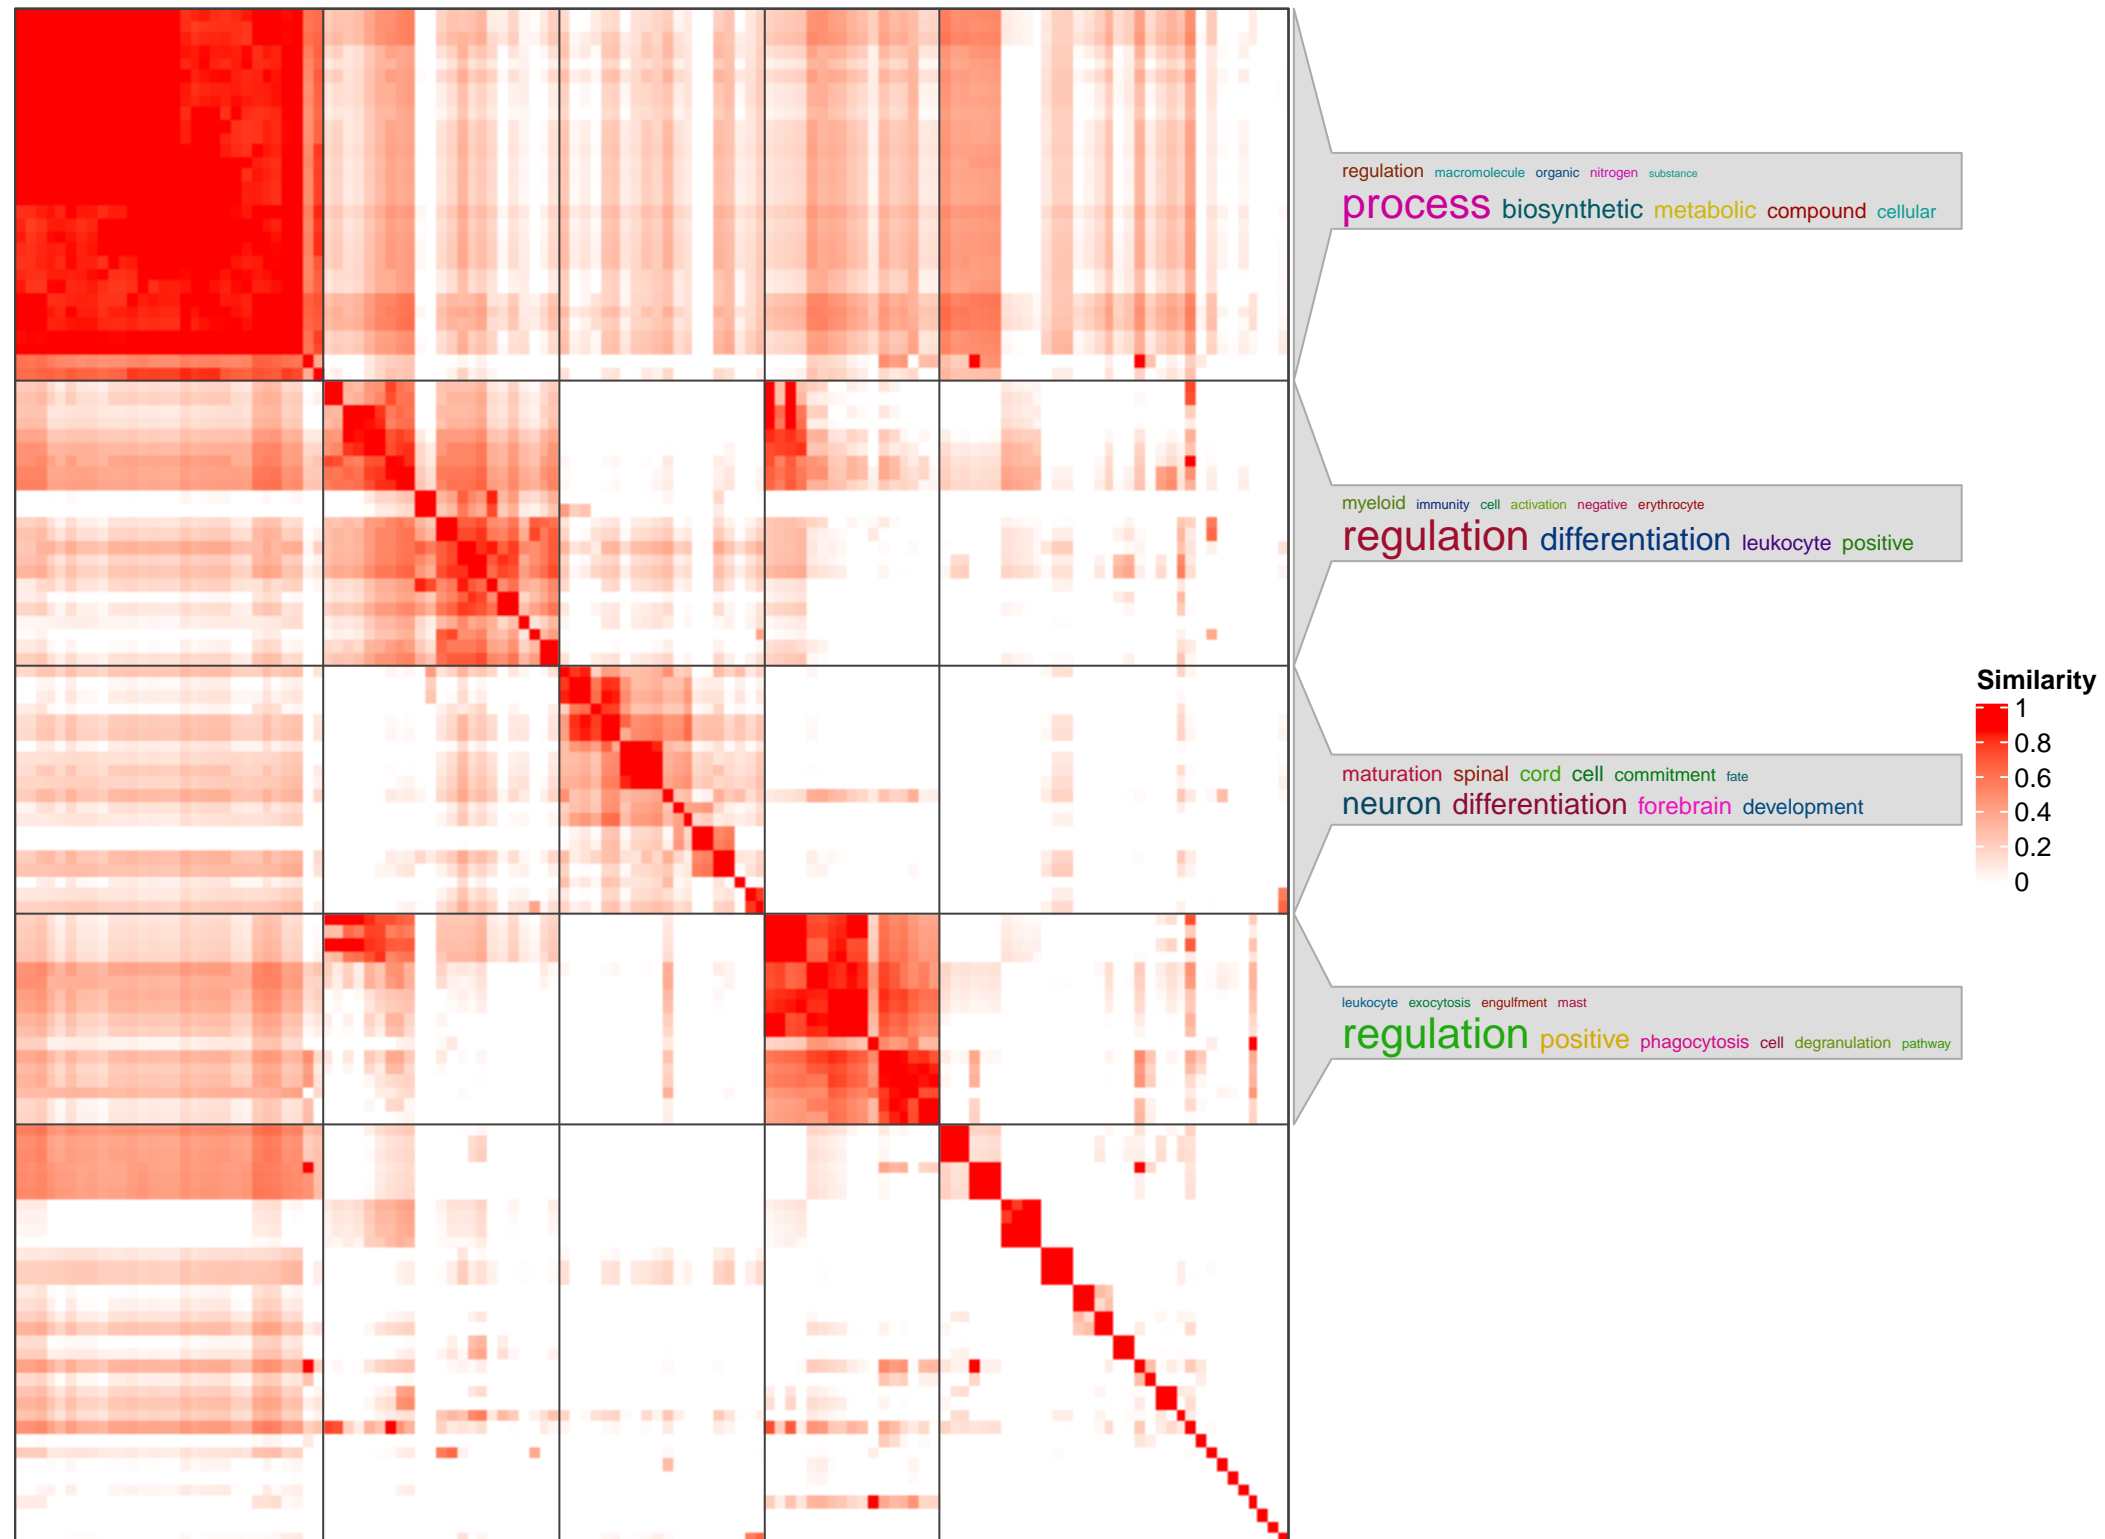 regulation macromolecule organic nitrogen substance
process biosynthetic metabolic compound cellular
myeloid immunity cell activation negative erythrocyte
regulation differentiation leukocyte positive
Similarity
1
0.8
0.6
0.4
0.2
0
maturation spinal cord cell commitment fate
neuron differentiation forebrain development
leukocyte exocytosis engulfment mast
regulation positive phagocytosis cell degranulation pathway